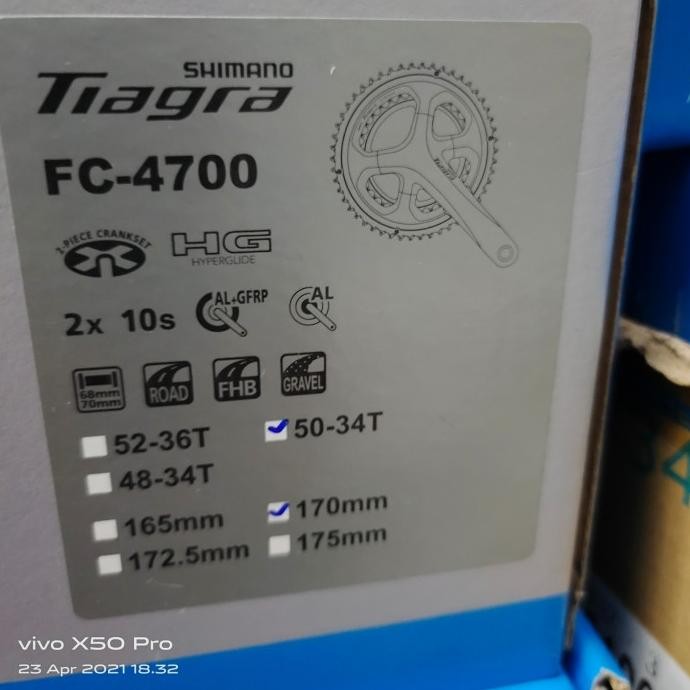 SHIMANO
Tiagra
FC-4700
2-PIECE CRANKSET
HG
HYPERGLIDE
2x 10s AL+GFRP AL
68mm
70mm
ROAD FHB GRAVEL
52-36T 50-34T
48-34T
165mm 170mm
172.5mm 175mm
Tiagra
vivo X50 Pro
23 Apr 2021 18.32